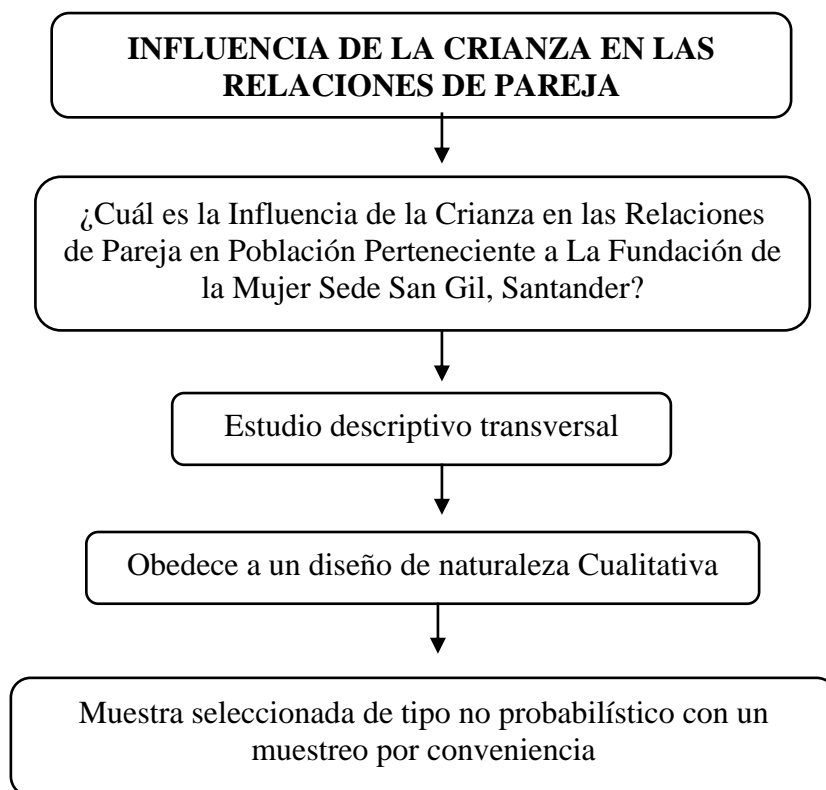 INFLUENCIA DE LA CRIANZA EN LAS
RELACIONES DE PAREJA
¿Cuál es la Influencia de la Crianza en las Relaciones
de Pareja en Población Perteneciente a La Fundación de
la Mujer Sede San Gil, Santander?
Estudio descriptivo transversal
Obedece a un diseño de naturaleza Cualitativa
Muestra seleccionada de tipo no probabilístico con un
muestreo por conveniencia